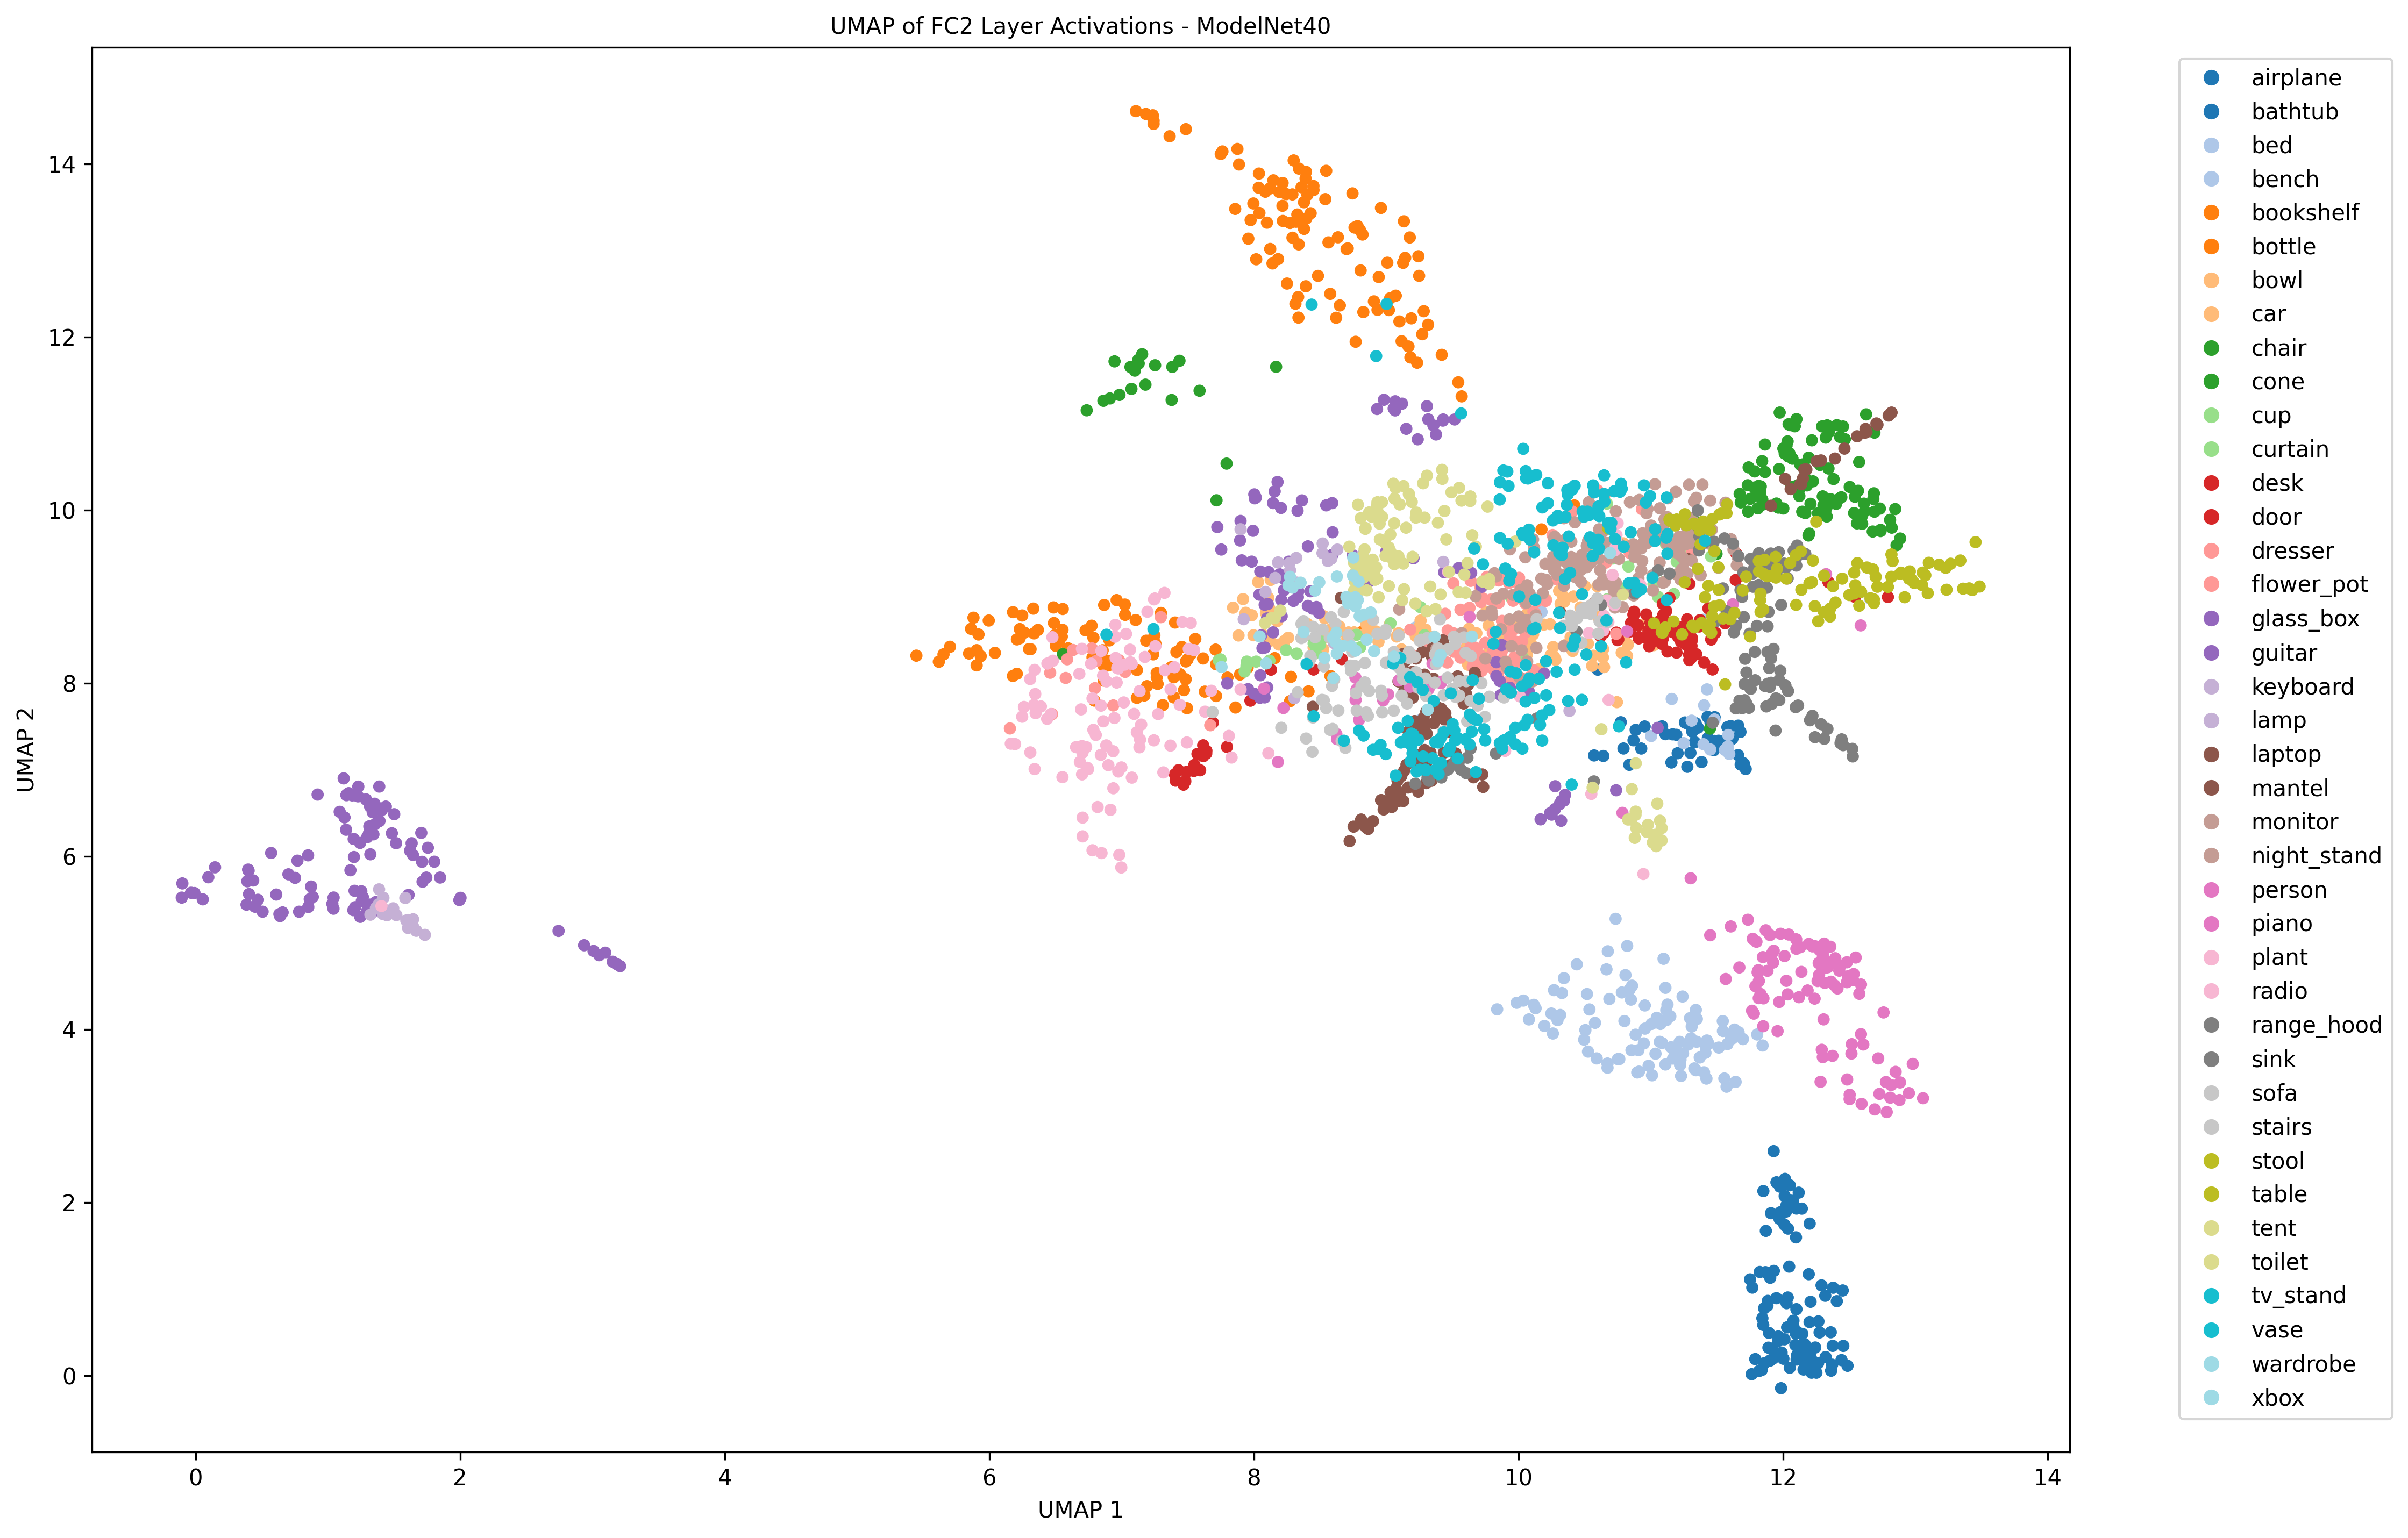 UMAP of FC2 Layer Activations - ModelNet40
UMAP 2
14
12
10
8
6
4
2
0
0
2
4
6
8
10
12
14
UMAP 1
airplane
bathtub
bed
bench
bookshelf
bottle
bowl
car
chair
cone
cup
curtain
desk
door
dresser
flower_pot
glass_box
guitar
keyboard
lamp
laptop
mantel
monitor
night_stand
person
piano
plant
radio
range_hood
sink
sofa
stairs
stool
table
tent
toilet
tv_stand
vase
wardrobe
xbox